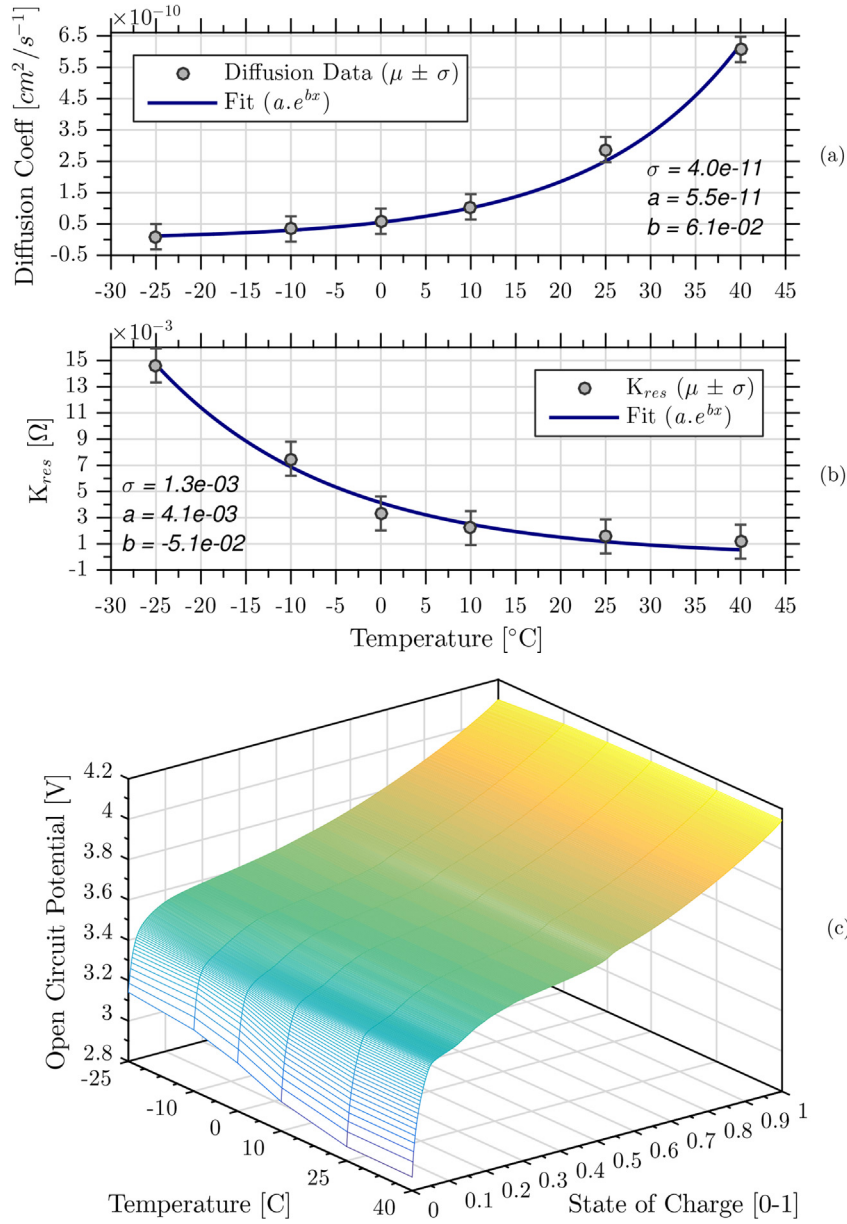 ×10⁻¹⁰
Diffusion Coeff [cm²/s⁻¹]
6.5
5.5
4.5
3.5
2.5
1.5
0.5
-0.5
Diffusion Data (μ ± σ)
Fit (a.e^{bx})
σ = 4.0e-11
a = 5.5e-11
b = 6.1e-02
(a)
-30 -25 -20 -15 -10 -5 0 5 10 15 20 25 30 35 40 45
×10⁻³
K_{res} [Ω]
15
13
11
9
7
5
3
1
-1
K_{res} (μ ± σ)
Fit (a.e^{bx})
σ = 1.3e-03
a = 4.1e-03
b = -5.1e-02
(b)
-30 -25 -20 -15 -10 -5 0 5 10 15 20 25 30 35 40 45
Temperature [°C]
Open Circuit Potential [V]
4.2
4
3.8
3.6
3.4
3.2
3
2.8
(c)
-25
-10
0
10
25
40
Temperature [C]
0 0.1 0.2 0.3 0.4 0.5 0.6 0.7 0.8 0.9 1
State of Charge [0-1]